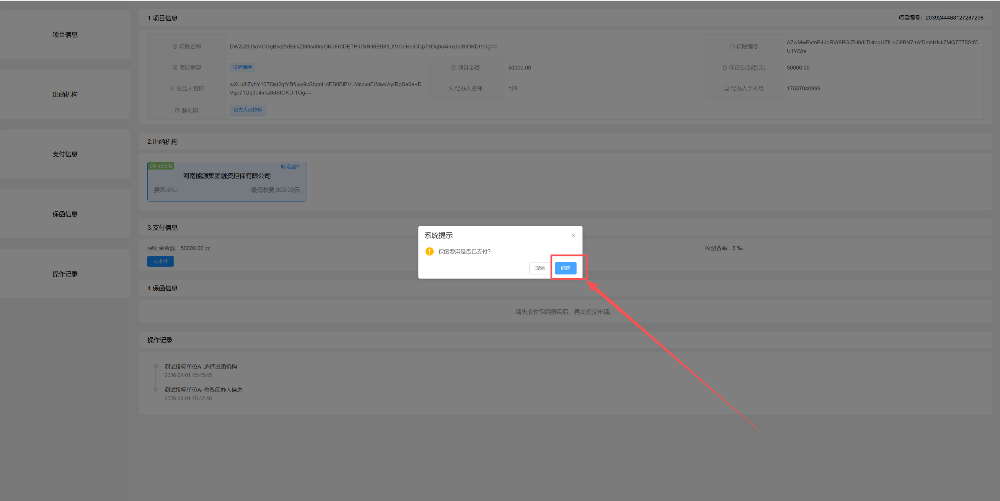 项目信息
出函机构
支付信息
保函信息
操作记录
1.项目信息
项目编号：2039244488127287298
标段名称
DWZJ2IjGaVCGgBkc2VEdikZf30srifIryOKoFr0DETPlUNRlI8E9X/LXVOdHcICCp71Dq3e4imz6dStOKDI1Og==
标段编号
A7wMwPxtnP4JbRVr9PQlZH8dITHmqUZfLbO9BN7mYDmNzNk7MQ7T75StfC
U1W2ni
项目类型
投标保函
项目金额
50000.00
保证金金额(元)
50000.00
受益人名称
wXLu8lZyhY10TQst2gtYBfuxy9vSbgnHdEB0BlBVLMscvnE/Mw4Ay/RgSe0e+D
Vqp71Dq3e4imz6dStOKDI1Og==
经办人名称
123
经办人手机号
17537040999
验证码
经办人已校验
2.出函机构
合同已签署
取消选择
河南能源集团融资担保有限公司
费率:6‰
最低收费:300.00元
3.支付信息
保证金金额: 50000.00 元
收费费率: 6 ‰
去支付
系统提示
保函费用是否已支付?
取消
确定
4.保函信息
请先支付保函费用后，再此提交申请。
操作记录
测试投标单位A: 选择出函机构
2026-04-01 15:45:45
测试投标单位A: 修改经办人信息
2026-04-01 15:42:46